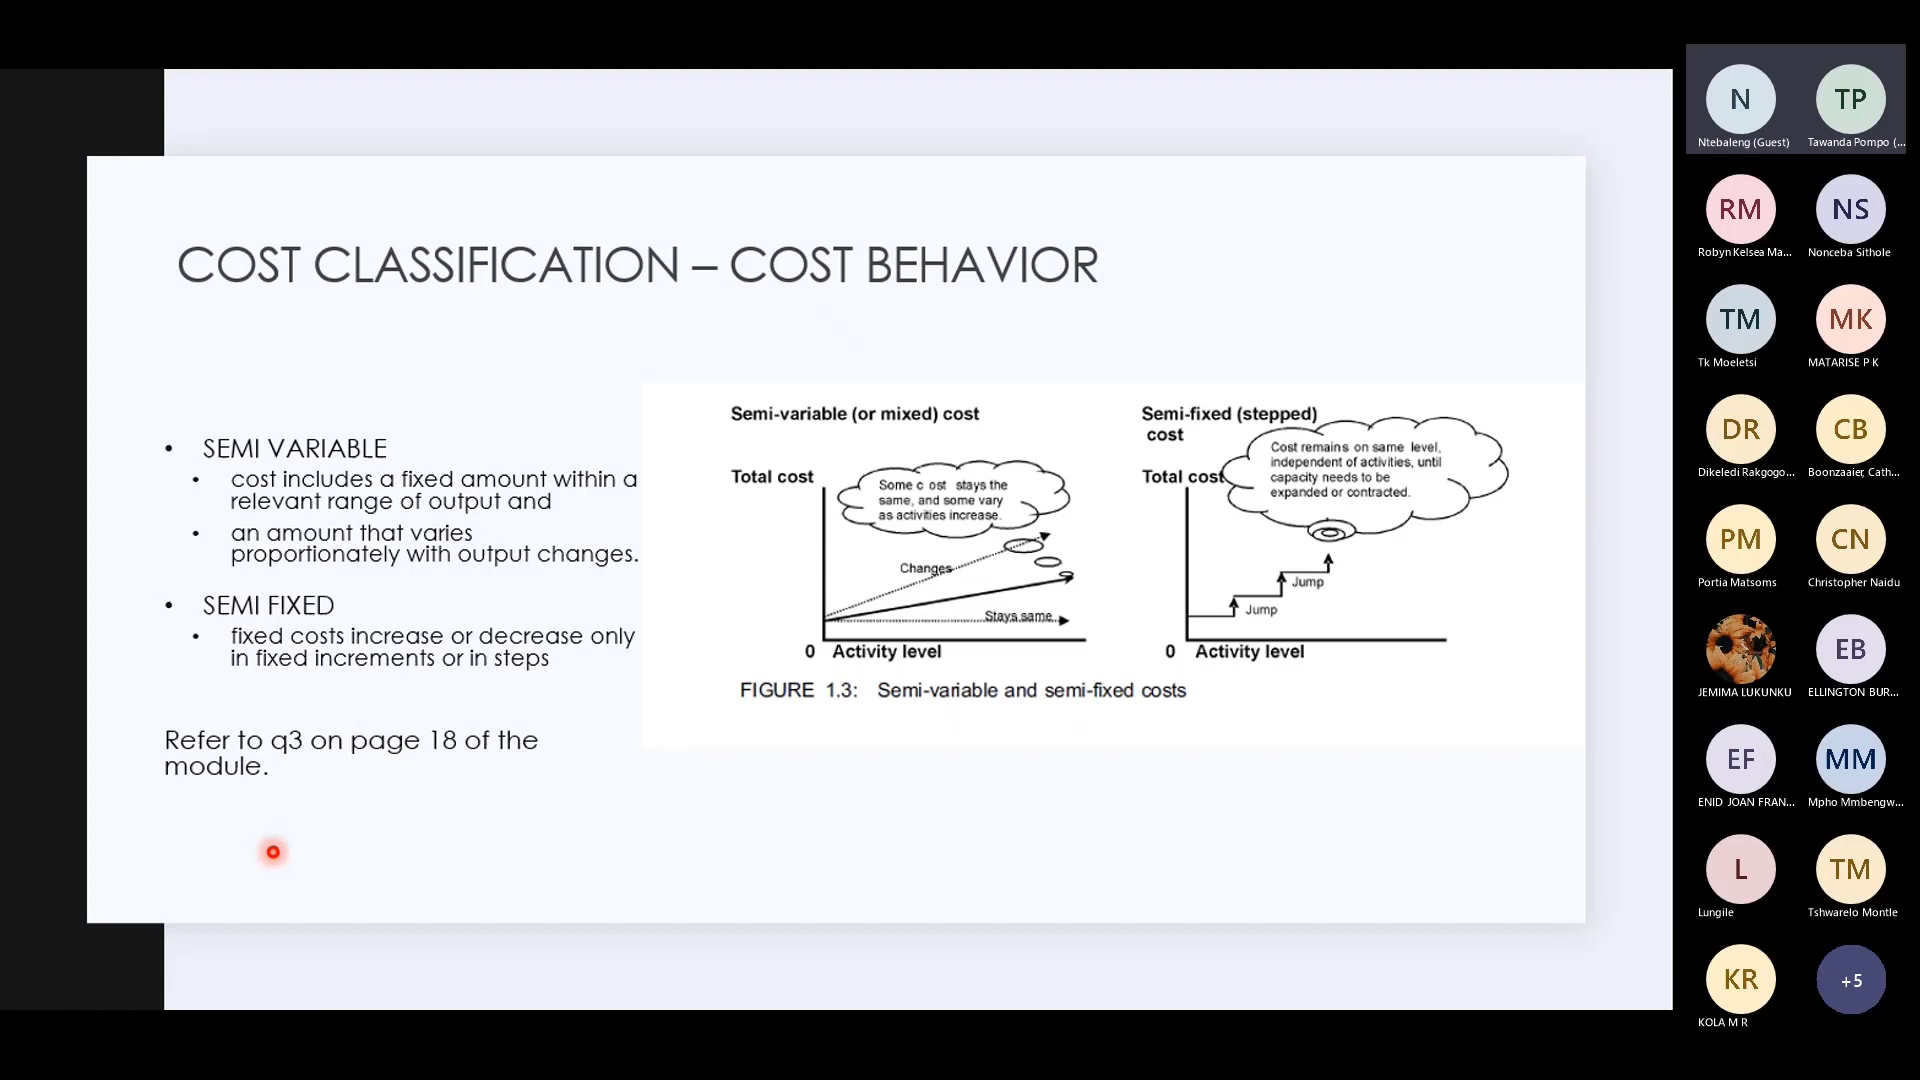 COST CLASSIFICATION – COST BEHAVIOR
• SEMI VARIABLE
• cost includes a fixed amount within a
relevant range of output and
• an amount that varies
proportionately with output changes.
• SEMI FIXED
• fixed costs increase or decrease only
in fixed increments or in steps
Refer to q3 on page 18 of the
module.
Semi-variable (or mixed) cost
Total cost
Some c ost stays the
same, and some vary
as activities increase.
Changes
Stays same
0 Activity level
Semi-fixed (stepped)
cost
Total cost
Cost remains on same level,
independent of activities, until
capacity needs to be
expanded or contracted.
Jump
Jump
0 Activity level
FIGURE 1.3: Semi-variable and semi-fixed costs
N
Ntebaleng (Guest)
TP
Tawanda Pompo (...
RM
Robyn Kelsea Ma...
NS
Nonceba Sithole
TM
Tk Moeletsi
MK
MATARISE P K
DR
Dikeledi Rakgogo...
CB
Boonzaaier, Cath...
PM
Portia Matsoms
CN
Christopher Naidu
JEMIMA LUKUNKU
EB
ELLINGTON BUR...
EF
ENID JOAN FRAN...
MM
Mpho Mmbengw...
L
Lungile
TM
Tshwarelo Montle
KR
KOLA M R
+5